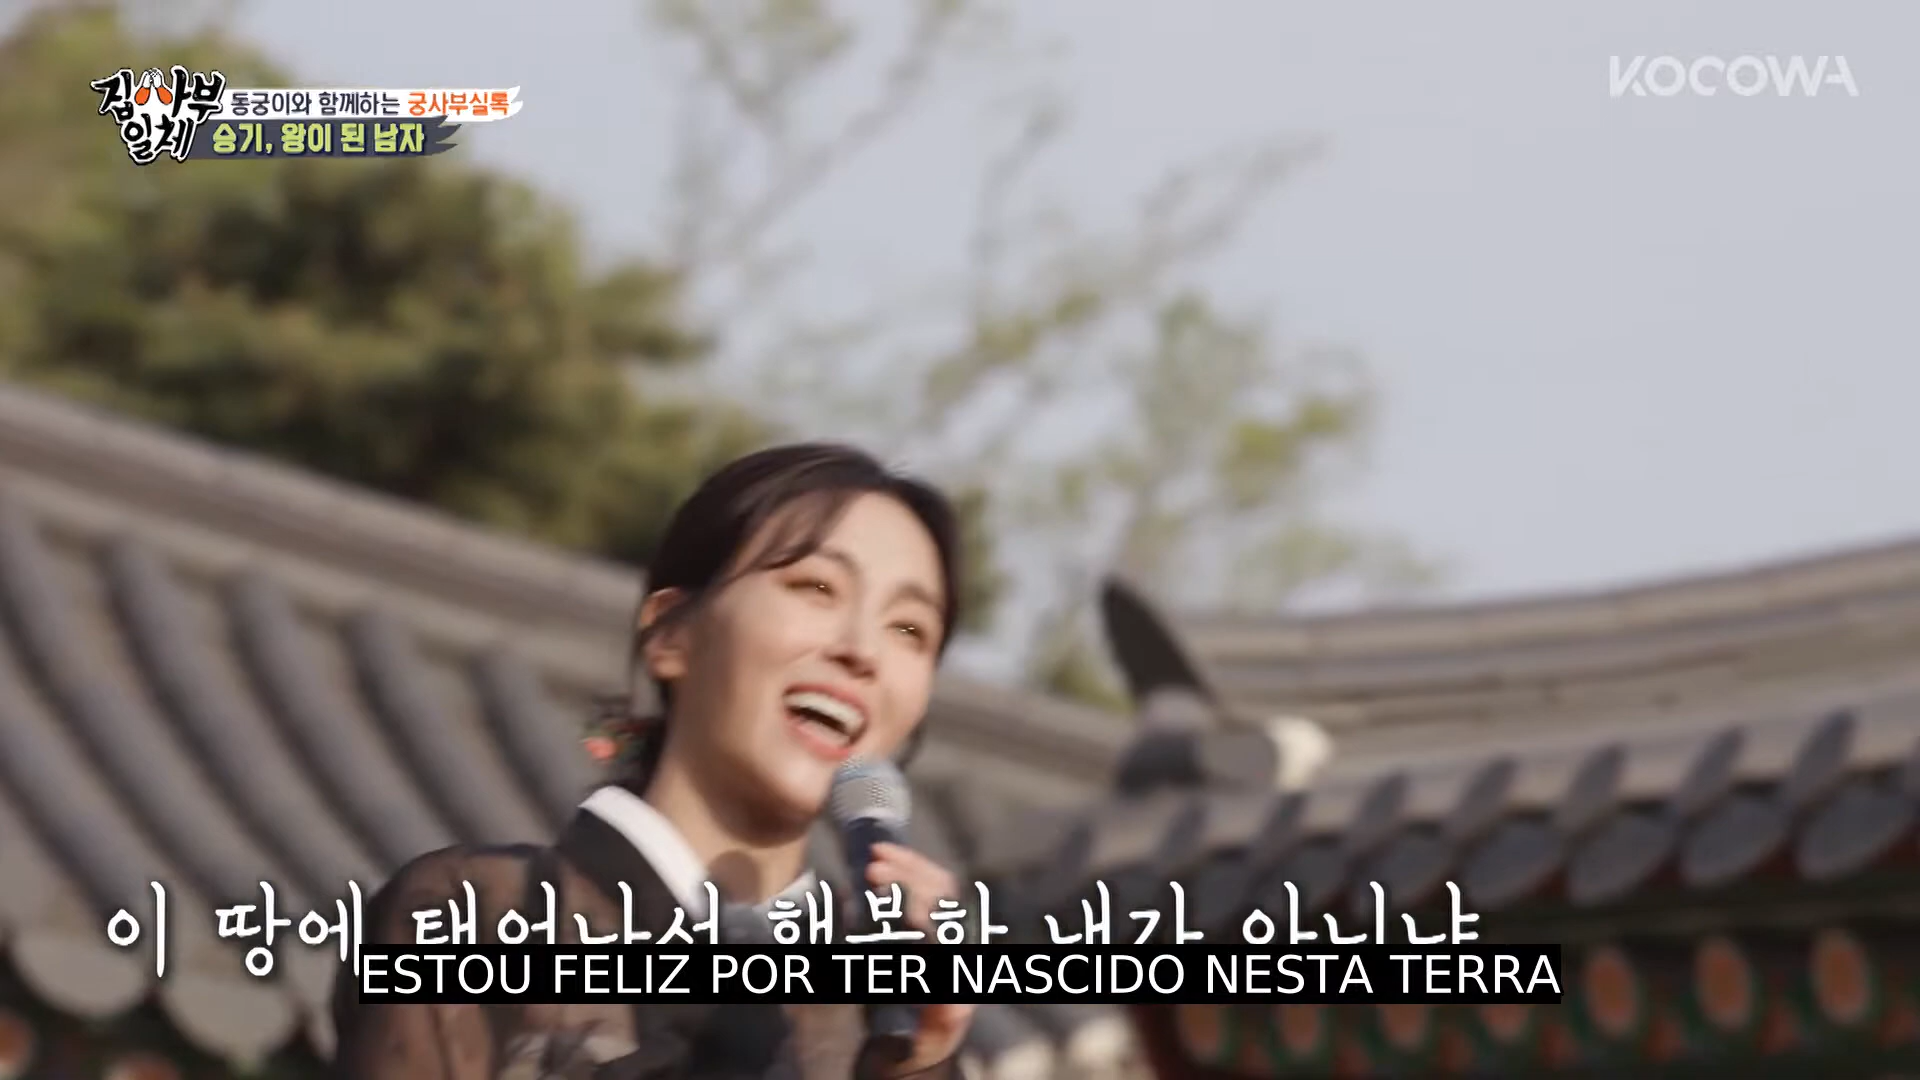 집사부
일체
동궁이와 함께하는 궁사부실록
승기, 왕이 된 남자
KOCOWA
이 땅에 태어나서 행복한 내가 아니냐
ESTOU FELIZ POR TER NASCIDO NESTA TERRA